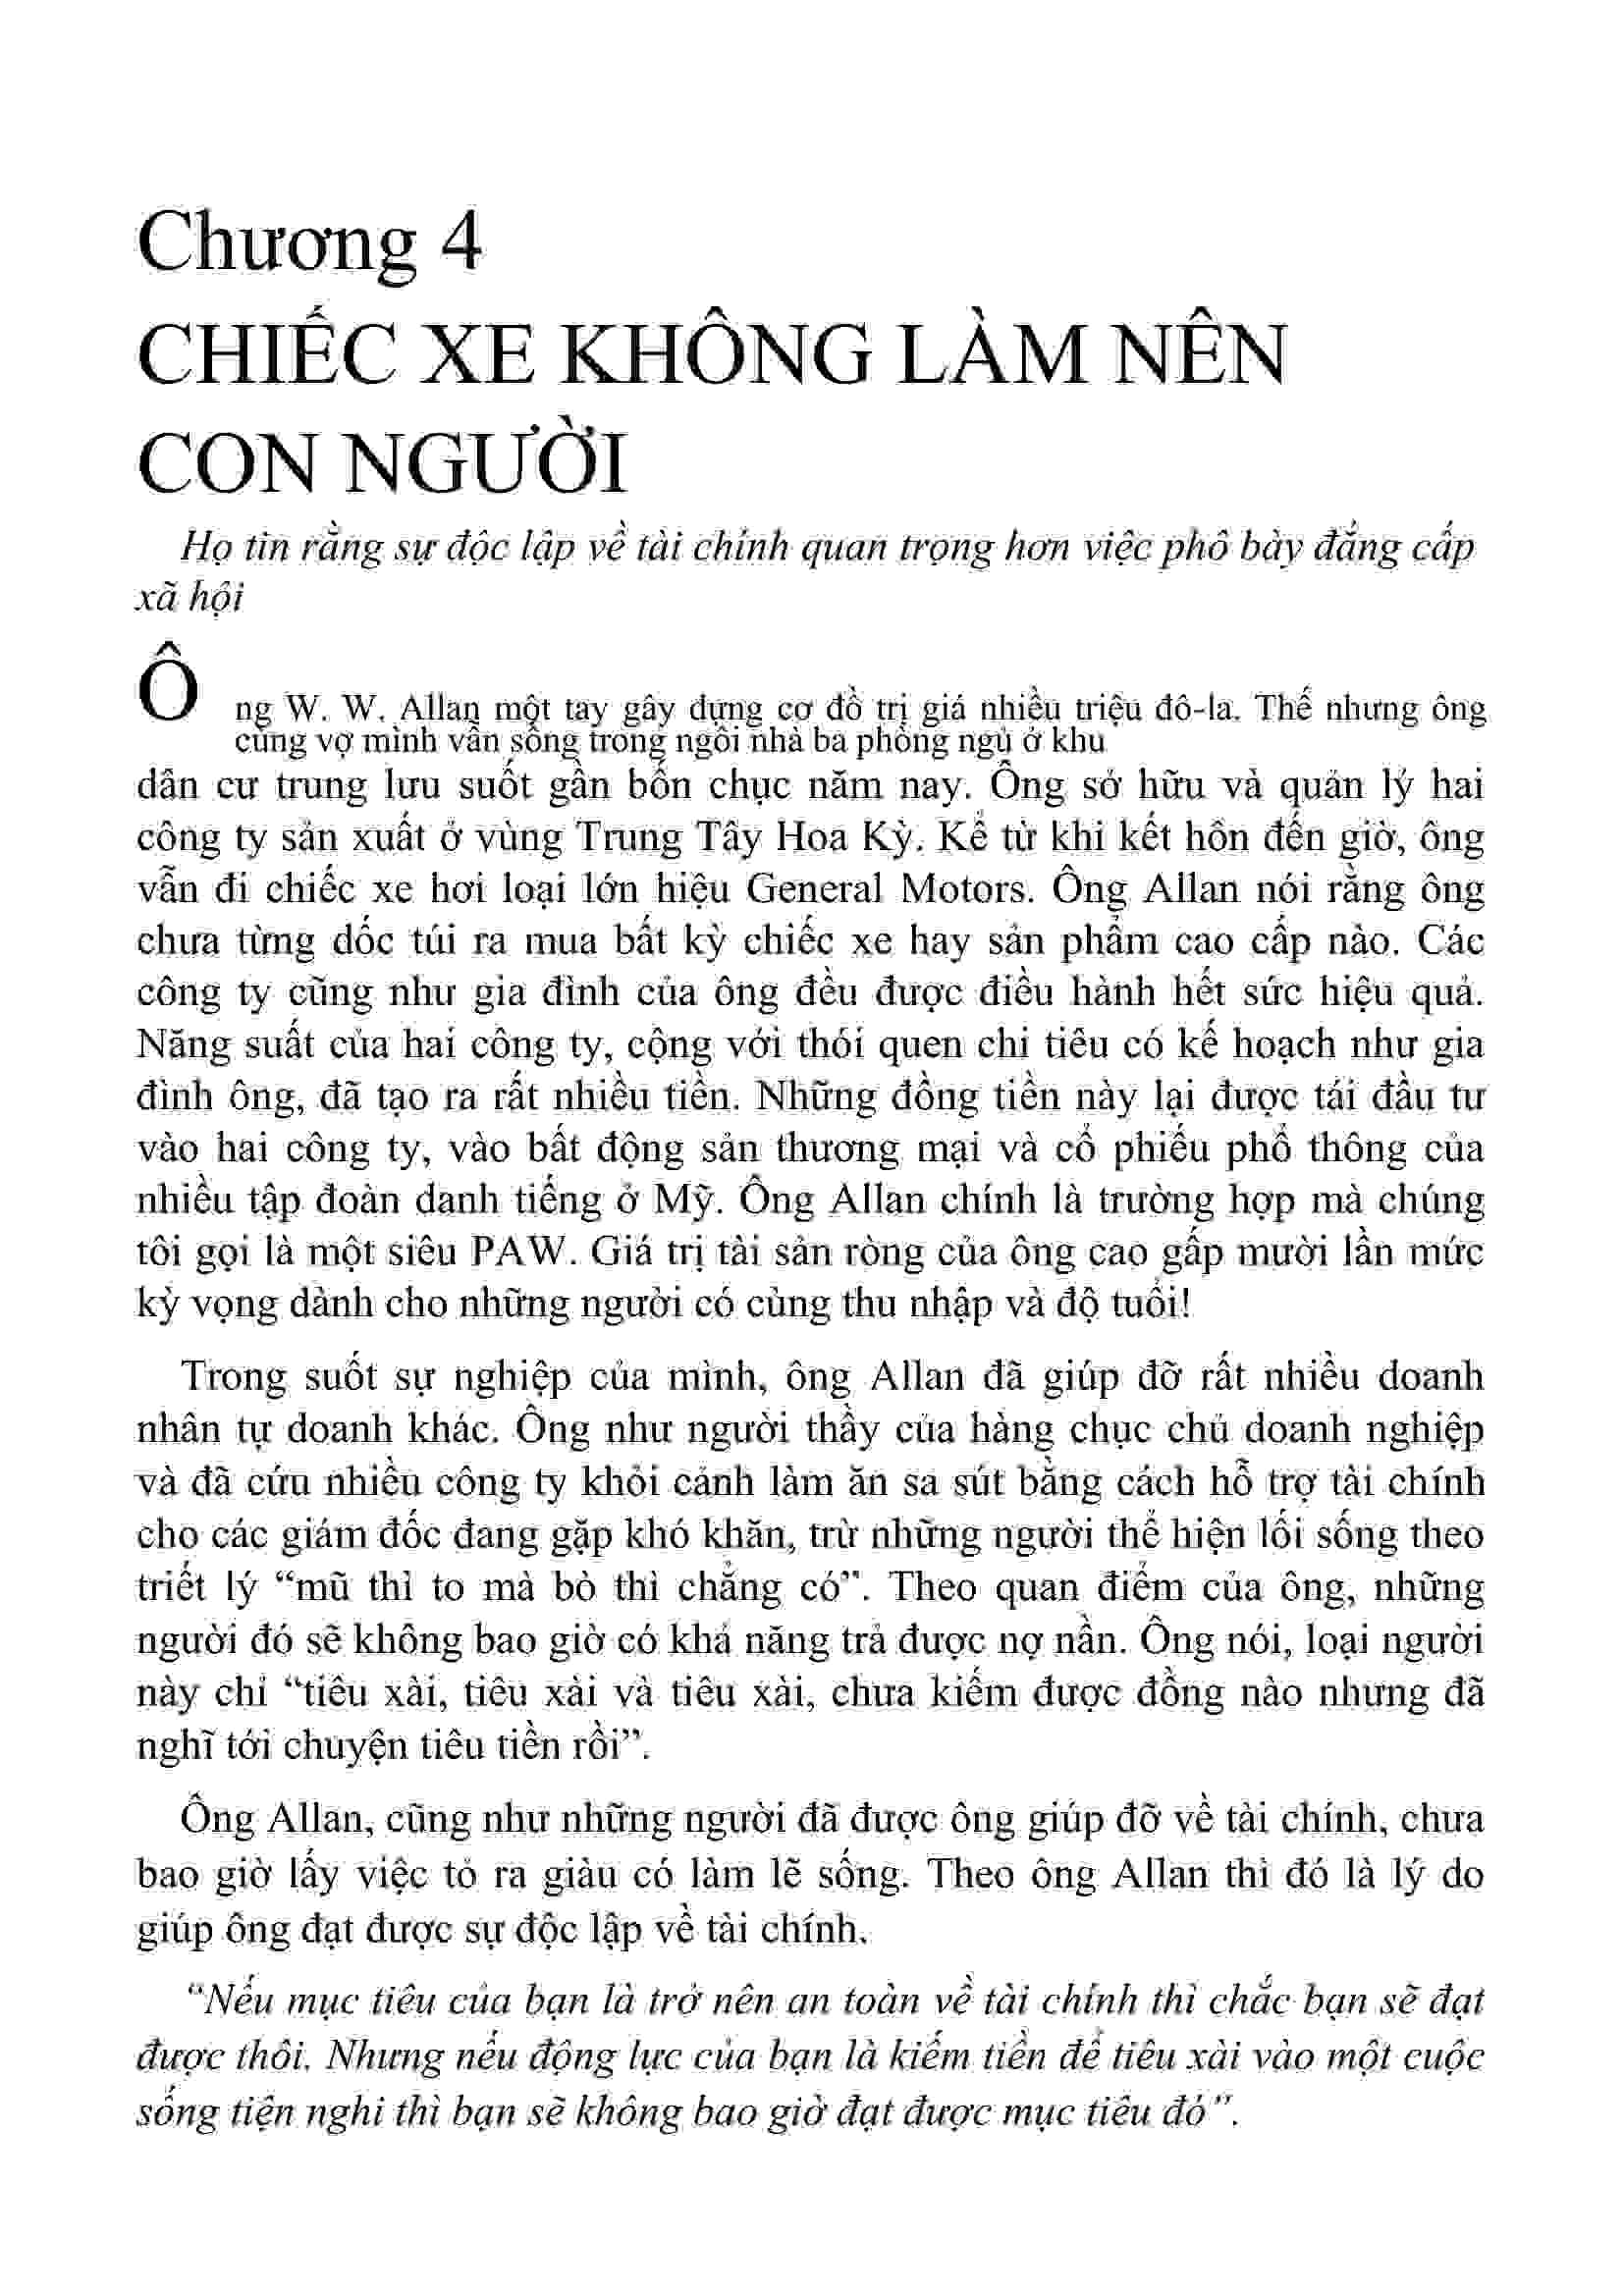 Chương 4
CHIẾC XE KHÔNG LÀM NÊN
CON NGƯỜI
Họ tin rằng sự độc lập về tài chính quan trọng hơn việc phô bày đẳng cấp
xã hội
Ông W. W. Allan một tay gây dựng cơ đồ trị giá nhiều triệu đô-la. Thế nhưng ông
cùng vợ mình vẫn sống trong ngôi nhà ba phòng ngủ ở khu
dân cư trung lưu suốt gần bốn chục năm nay. Ông sở hữu và quản lý hai
công ty sản xuất ở vùng Trung Tây Hoa Kỳ. Kể từ khi kết hôn đến giờ, ông
vẫn đi chiếc xe hơi loại lớn hiệu General Motors. Ông Allan nói rằng ông
chưa từng dốc túi ra mua bất kỳ chiếc xe hay sản phẩm cao cấp nào. Các
công ty cũng như gia đình của ông đều được điều hành hết sức hiệu quả.
Năng suất của hai công ty, cộng với thói quen chi tiêu có kế hoạch như gia
đình ông, đã tạo ra rất nhiều tiền. Những đồng tiền này lại được tái đầu tư
vào hai công ty, vào bất động sản thương mại và cổ phiếu phổ thông của
nhiều tập đoàn danh tiếng ở Mỹ. Ông Allan chính là trường hợp mà chúng
tôi gọi là một siêu PAW. Giá trị tài sản ròng của ông cao gấp mười lần mức
kỳ vọng dành cho những người có cùng thu nhập và độ tuổi!
Trong suốt sự nghiệp của mình, ông Allan đã giúp đỡ rất nhiều doanh
nhân tự doanh khác. Ông như người thầy của hàng chục chủ doanh nghiệp
và đã cứu nhiều công ty khỏi cảnh làm ăn sa sút bằng cách hỗ trợ tài chính
cho các giám đốc đang gặp khó khăn, trừ những người thể hiện lối sống theo
triết lý “mũ thì to mà bò thì chẳng có”. Theo quan điểm của ông, những
người đó sẽ không bao giờ có khả năng trả được nợ nần. Ông nói, loại người
này chỉ “tiêu xài, tiêu xài và tiêu xài, chưa kiếm được đồng nào nhưng đã
nghĩ tới chuyện tiêu tiền rồi”.
Ông Allan, cũng như những người đã được ông giúp đỡ về tài chính, chưa
bao giờ lấy việc tỏ ra giàu có làm lẽ sống. Theo ông Allan thì đó là lý do
giúp ông đạt được sự độc lập về tài chính.
“Nếu mục tiêu của bạn là trở nên an toàn về tài chính thì chắc bạn sẽ đạt
được thôi. Nhưng nếu động lực của bạn là kiếm tiền để tiêu xài vào một cuộc
sống tiện nghi thì bạn sẽ không bao giờ đạt được mục tiêu đó”.